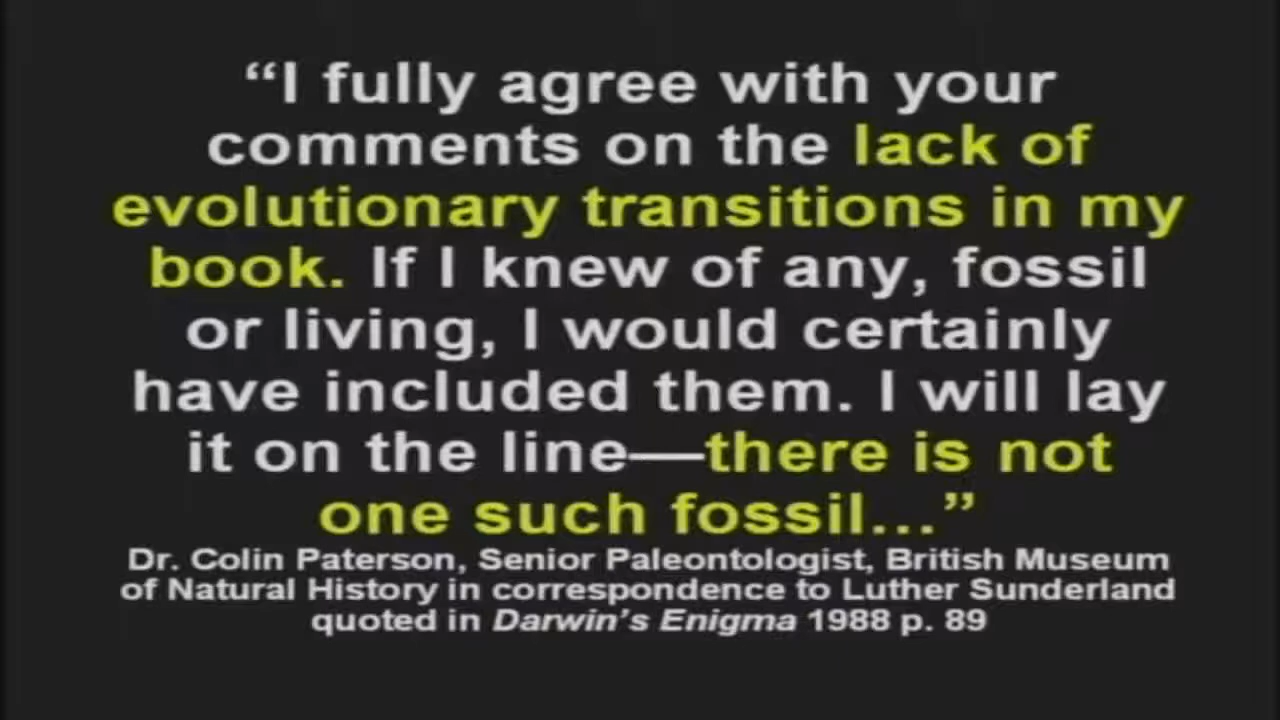 “I fully agree with your
comments on the lack of
evolutionary transitions in my
book. If I knew of any, fossil
or living, I would certainly
have included them. I will lay
it on the line—there is not
one such fossil...”
Dr. Colin Paterson, Senior Paleontologist, British Museum
of Natural History in correspondence to Luther Sunderland
quoted in Darwin’s Enigma 1988 p. 89